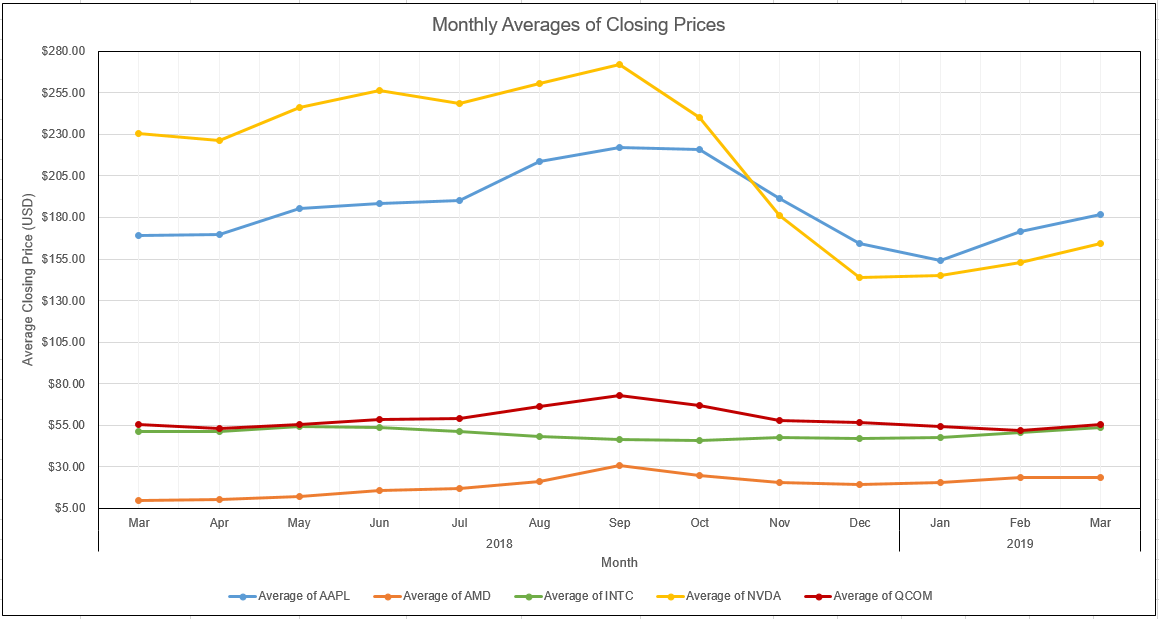 Monthly Averages of Closing Prices
Average Closing Price (USD)
$280.00
$255.00
$230.00
$205.00
$180.00
$155.00
$130.00
$105.00
$80.00
$55.00
$30.00
$5.00
Mar Apr May Jun Jul Aug Sep Oct Nov Dec Jan Feb Mar
2018 2019
Month
Average of AAPL Average of AMD Average of INTC Average of NVDA Average of QCOM